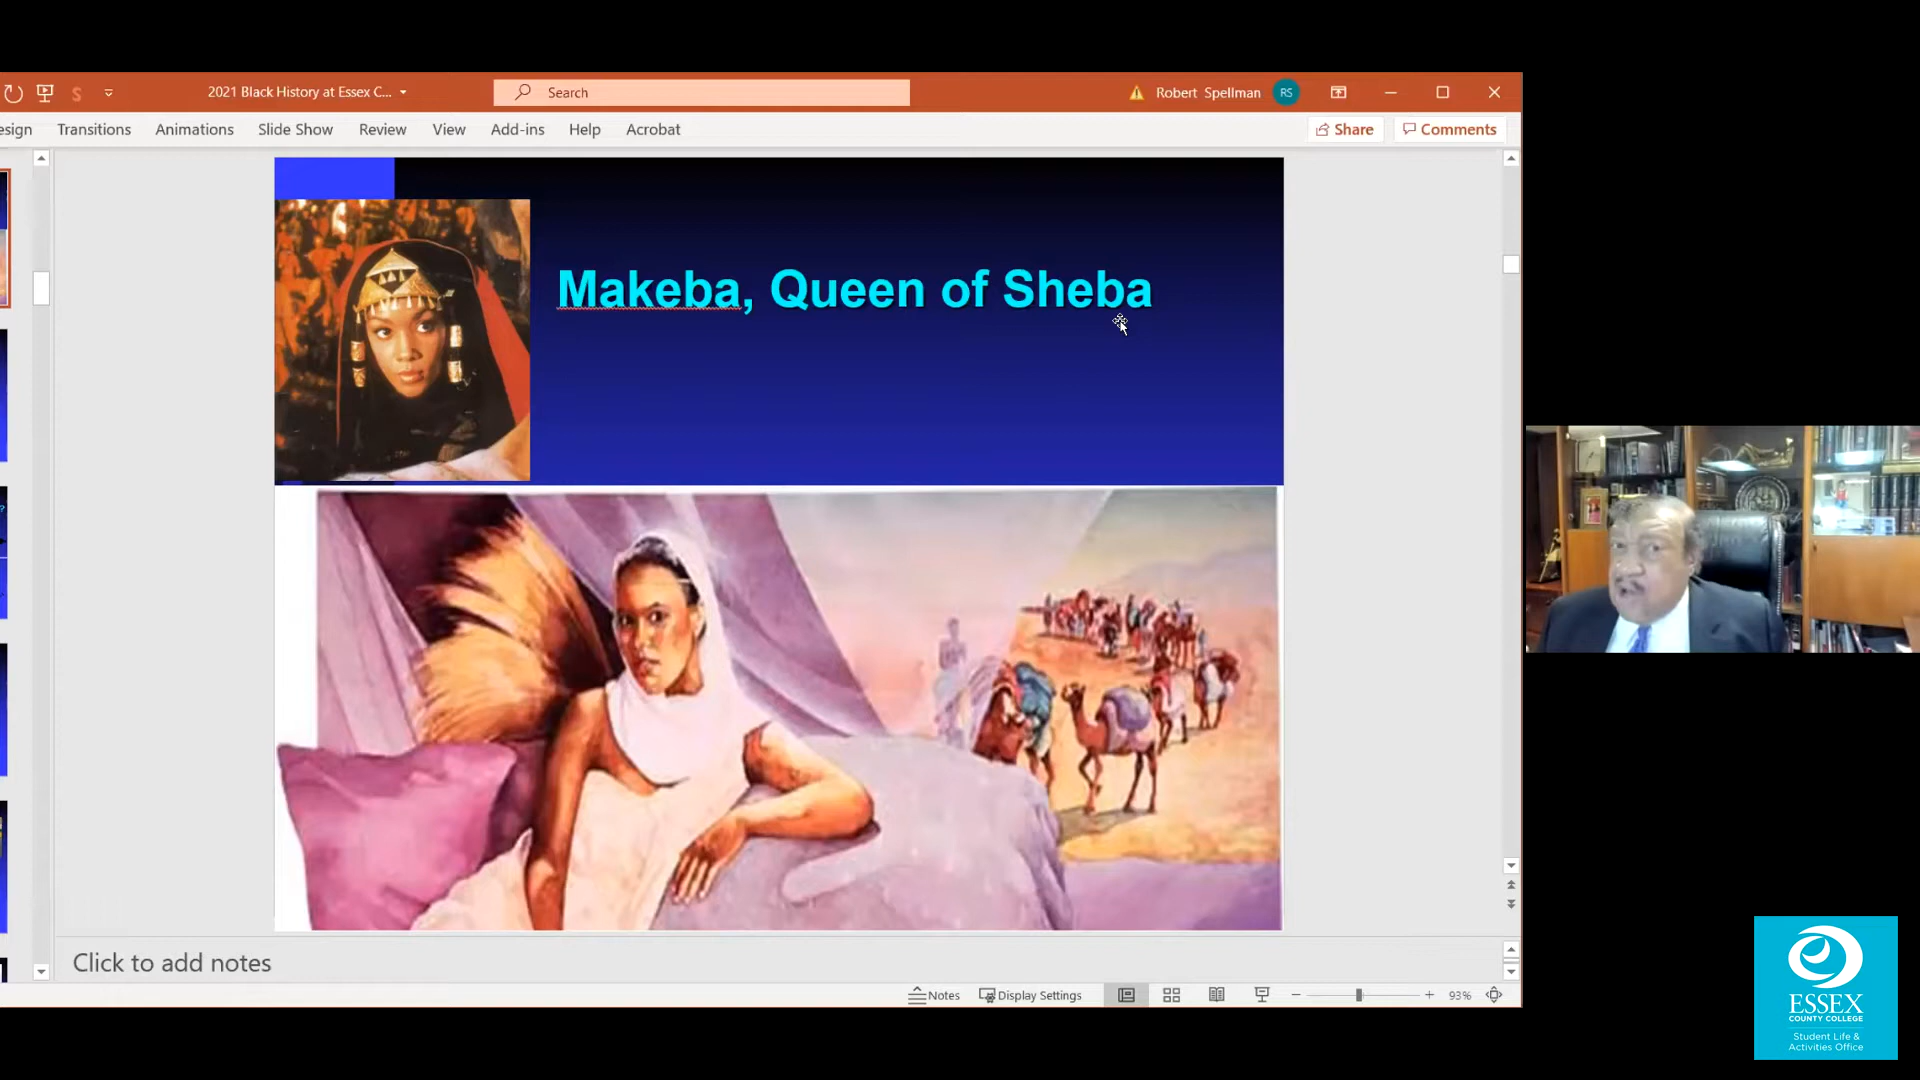 2021 Black History at Essex C...
Search
Robert Spellman
RS
esign
Transitions
Animations
Slide Show
Review
View
Add-ins
Help
Acrobat
Share
Comments
Makeba, Queen of Sheba
?
Click to add notes
Notes
Display Settings
93%
ESSEX
COUNTY COLLEGE
Student Life &
Activities Office